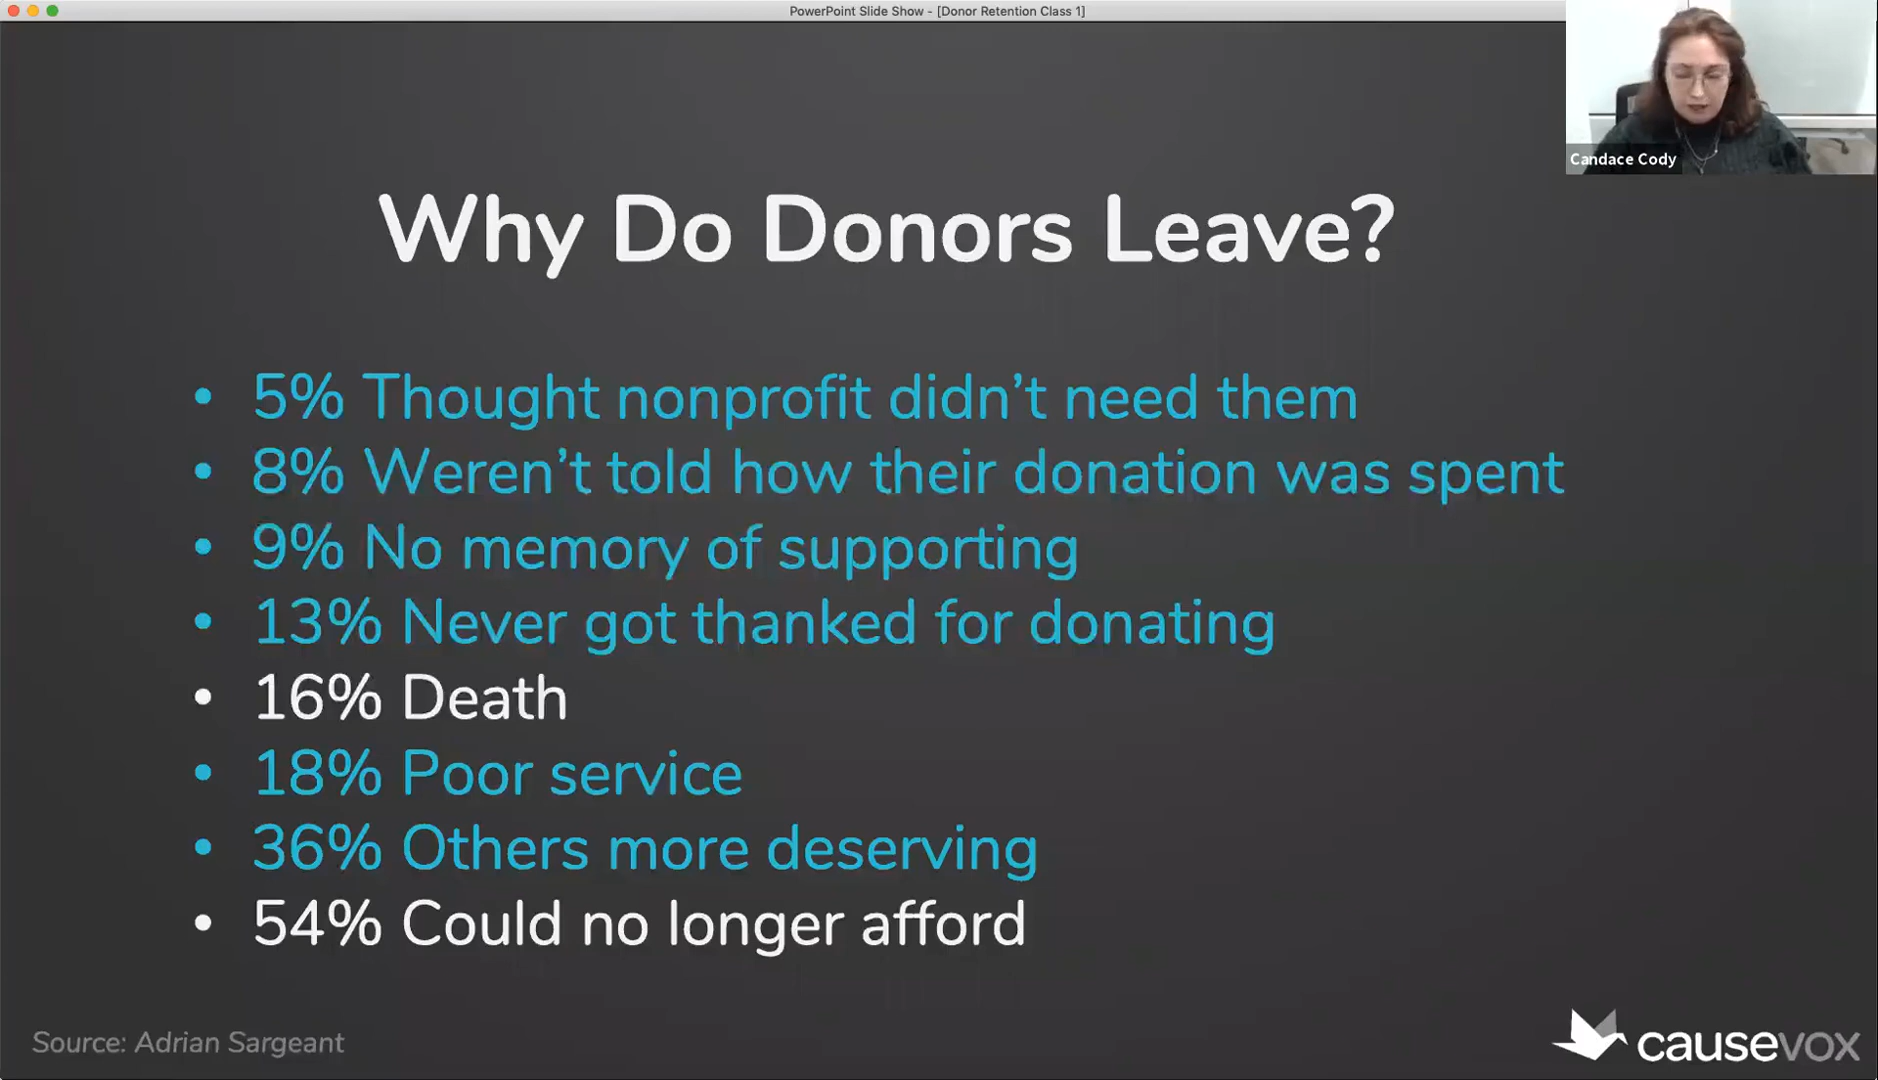 PowerPoint Slide Show - [Donor Retention Class 1]
Candace Cody
Why Do Donors Leave?
• 5% Thought nonprofit didn’t need them
• 8% Weren’t told how their donation was spent
• 9% No memory of supporting
• 13% Never got thanked for donating
• 16% Death
• 18% Poor service
• 36% Others more deserving
• 54% Could no longer afford
Source: Adrian Sargeant
causevox